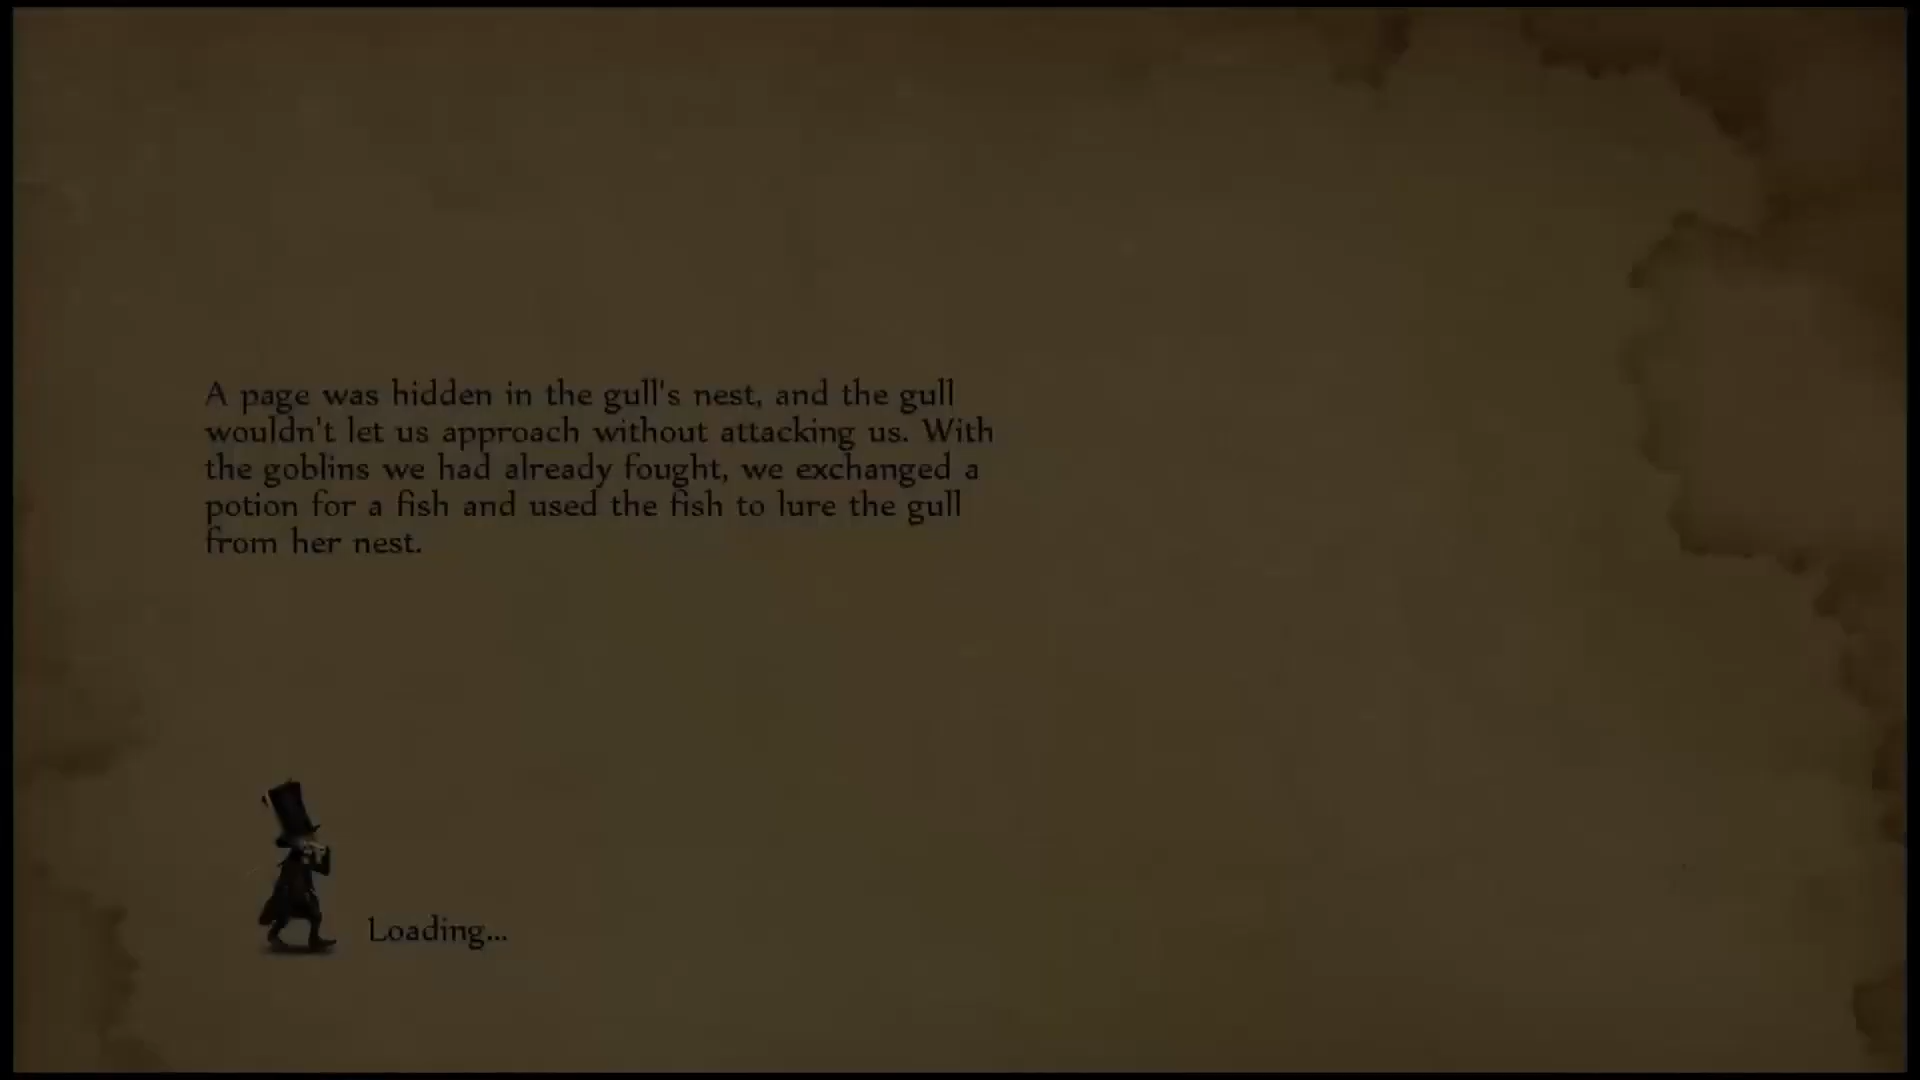 A page was hidden in the gull's nest, and the gull
wouldn't let us approach without attacking us. With
the goblins we had already fought, we exchanged a
potion for a fish and used the fish to lure the gull
from her nest.
Loading...